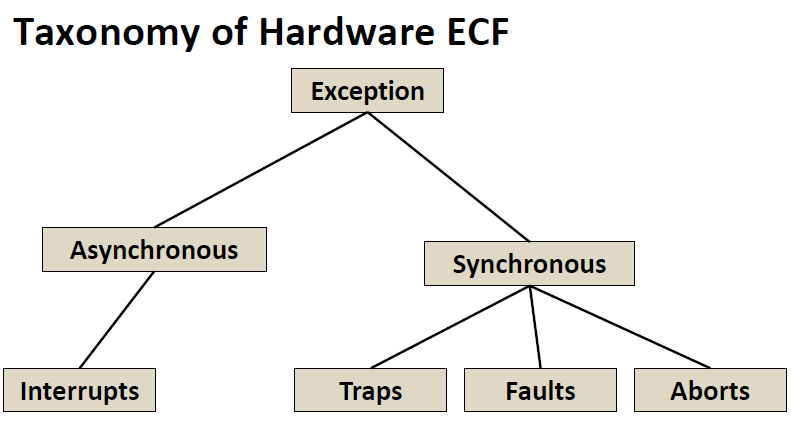 Taxonomy of Hardware ECF
Exception
Asynchronous
Synchronous
Interrupts
Traps
Faults
Aborts